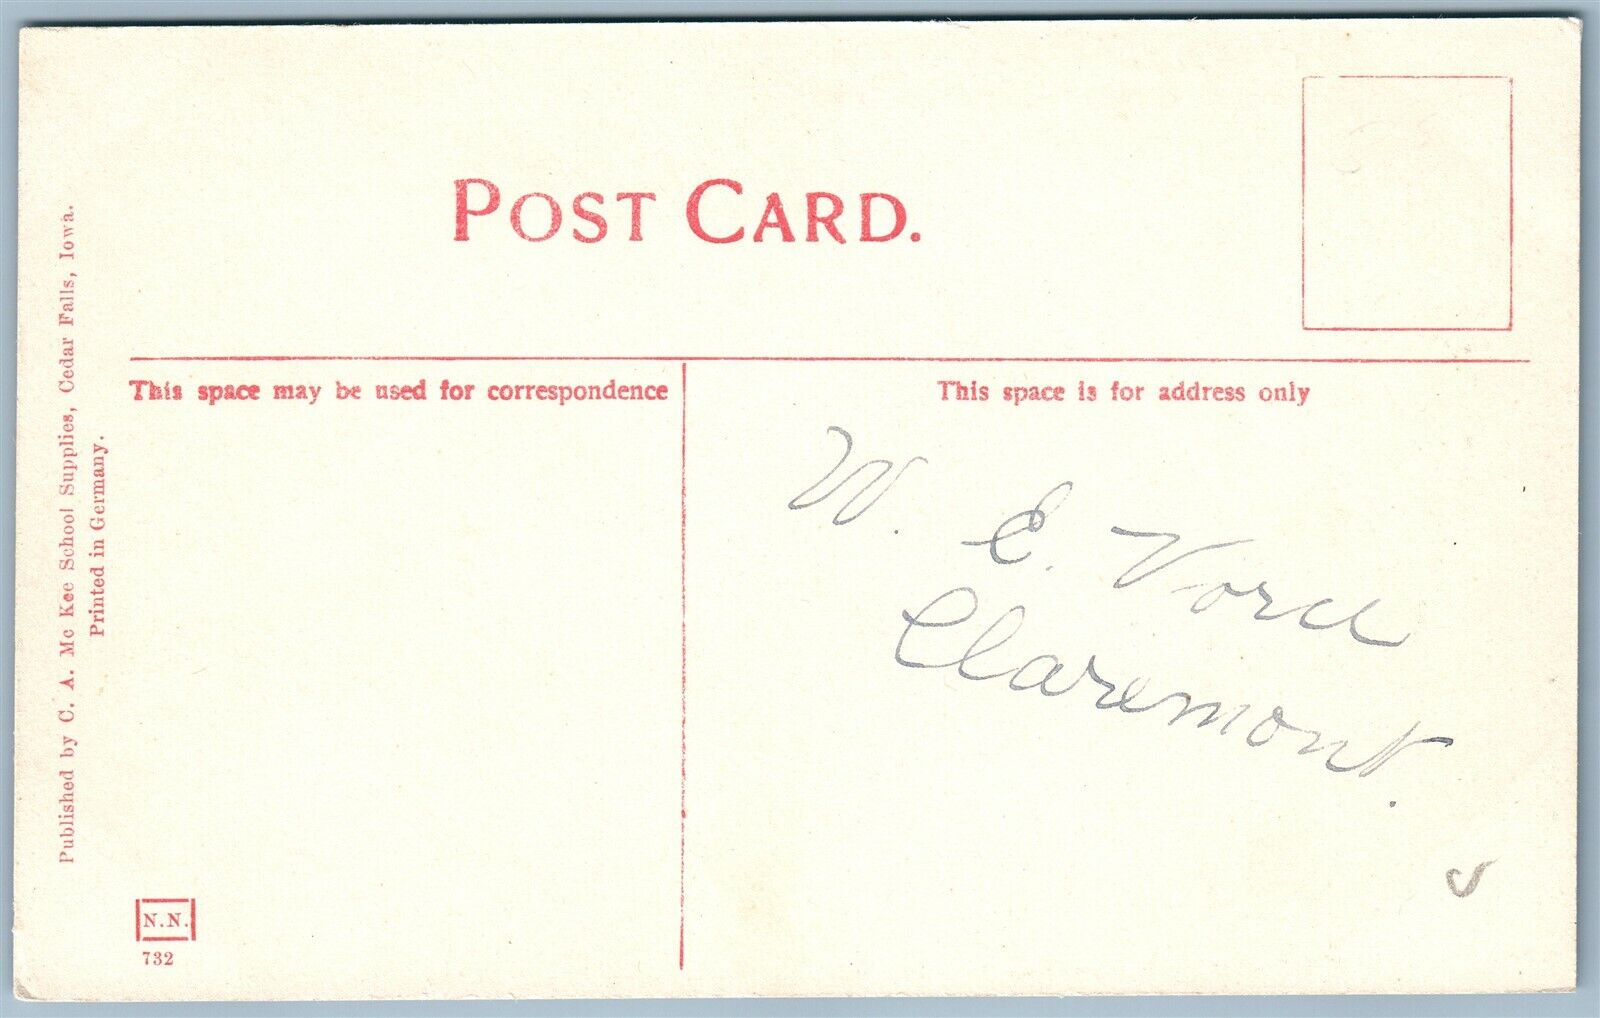 POST CARD.
This space may be used for correspondence
This space is for address only
W. E. Vord
Claremont.
Published by C. A. Mc Kee School Supplies, Cedar Falls, Iowa.
Printed in Germany.
N.N.
732